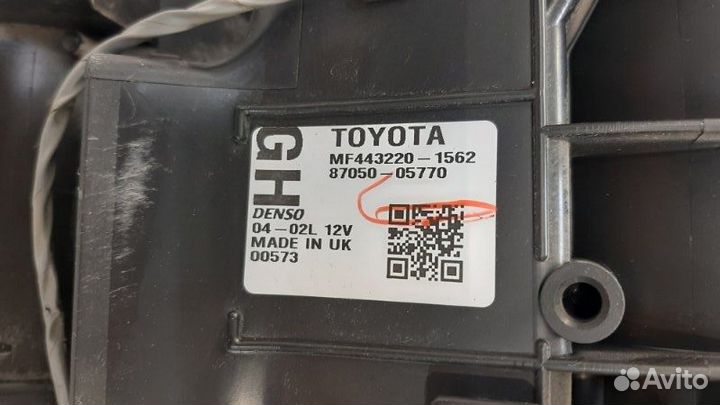 GH
TOYOTA
MF443220-1562
87050-05770
DENSO
04-02L 12V
MADE IN UK
00573
Avito